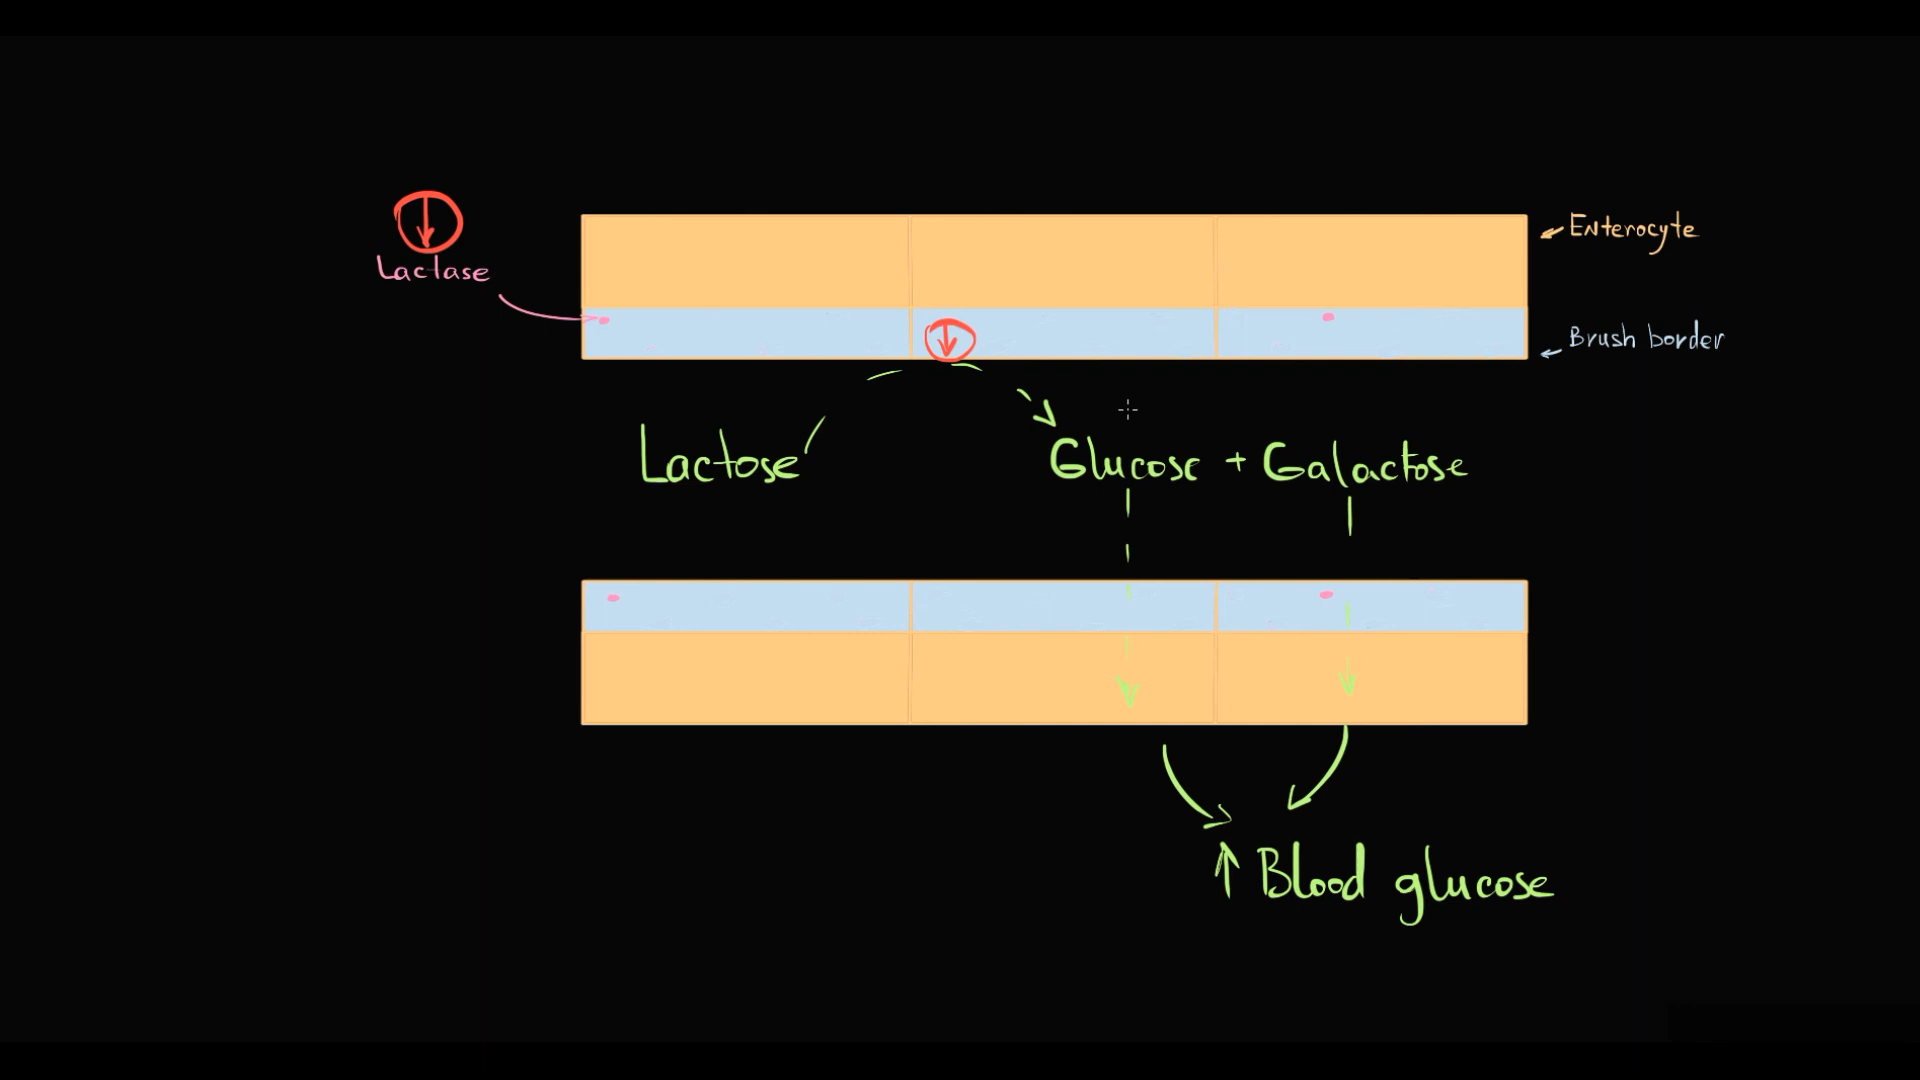 Enterocyte
Lactase
Brush border
Lactose
Glucose + Galactose
↑ Blood glucose